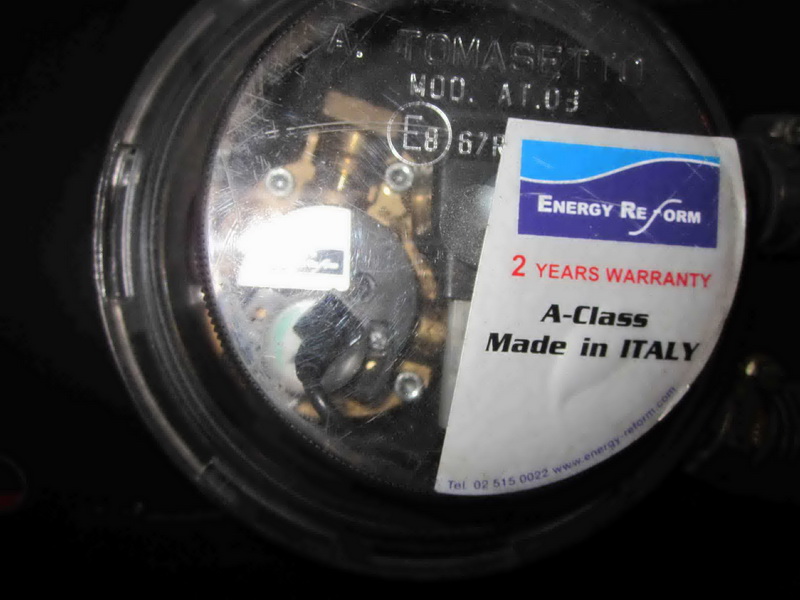 A. TOMASETTO
MOD. AT.03
E8 67R
ENERGY REFORM
2 YEARS WARRANTY
A-Class
Made in ITALY
Tel. 02 515 0022 www.energy-reform.com